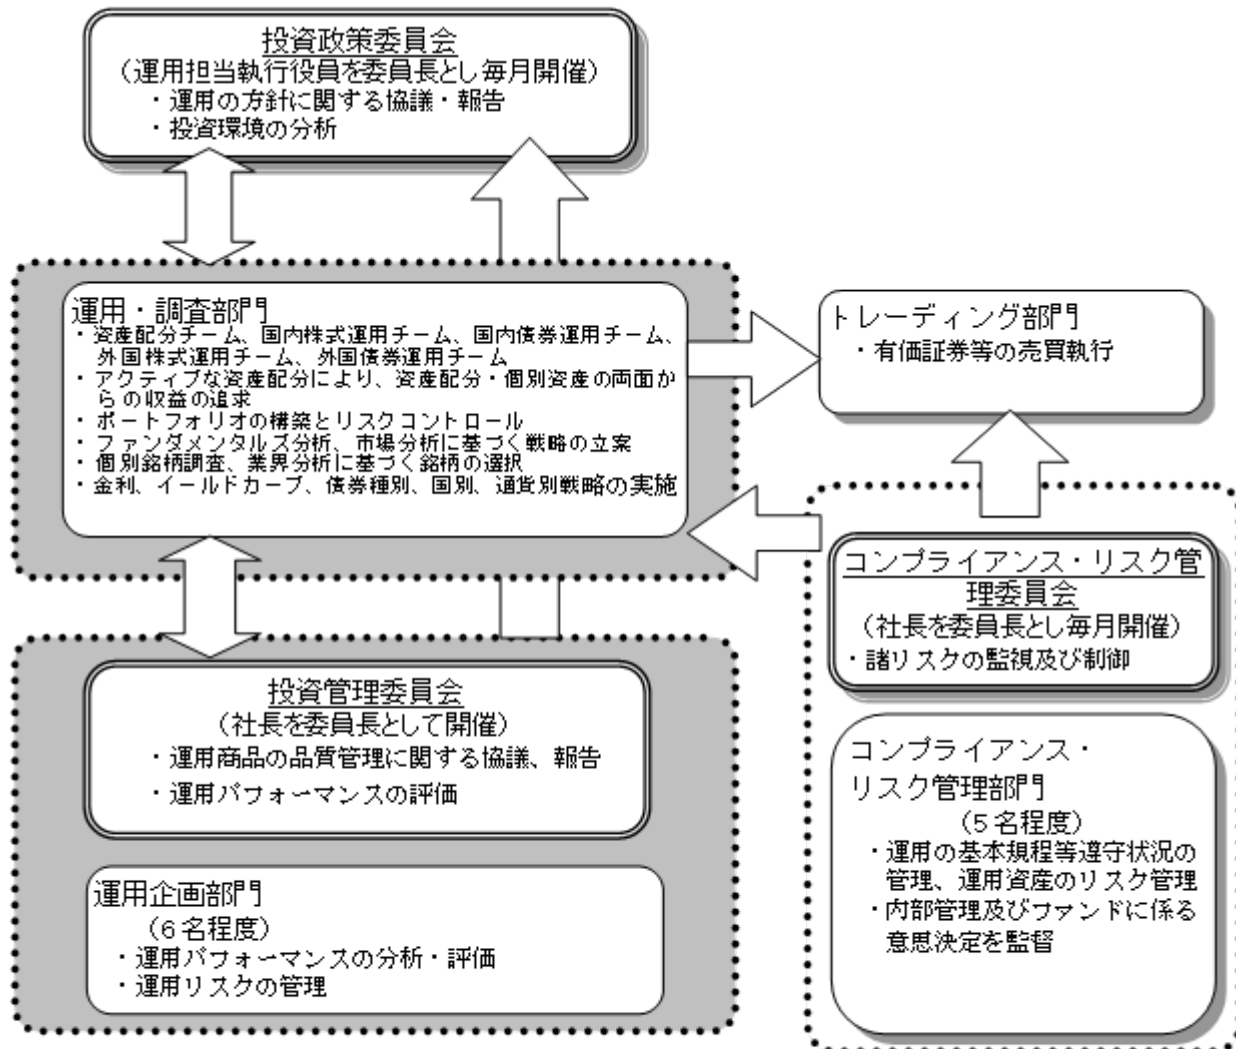 投資政策委員会
（運用担当執行役員を委員長とし毎月開催）
・運用の方針に関する協議・報告
・投資環境の分析
運用・調査部門
・資産配分チーム、国内株式運用チーム、国内債券運用チーム、
外国株式運用チーム、外国債券運用チーム
・アクティブな資産配分により、資産配分・個別資産の両面か
らの収益の追求
・ポートフォリオの構築とリスクコントロール
・ファンダメンタルズ分析、市場分析に基づく戦略の立案
・個別銘柄調査、業界分析に基づく銘柄の選択
・金利、イールドカーブ、債券種別、国別、通貨別戦略の実施
トレーディング部門
・有価証券等の売買執行
コンプライアンス・リスク管
理委員会
（社長を委員長とし毎月開催）
・諸リスクの監視及び制御
投資管理委員会
（社長を委員長として開催）
・運用商品の品質管理に関する協議、報告
・運用パフォーマンスの評価
コンプライアンス・
リスク管理部門
（５名程度）
・運用の基本規程等遵守状況の
管理、運用資産のリスク管理
・内部管理及びファンドに係る
意思決定を監督
運用企画部門
（６名程度）
・運用パフォーマンスの分析・評価
・運用リスクの管理